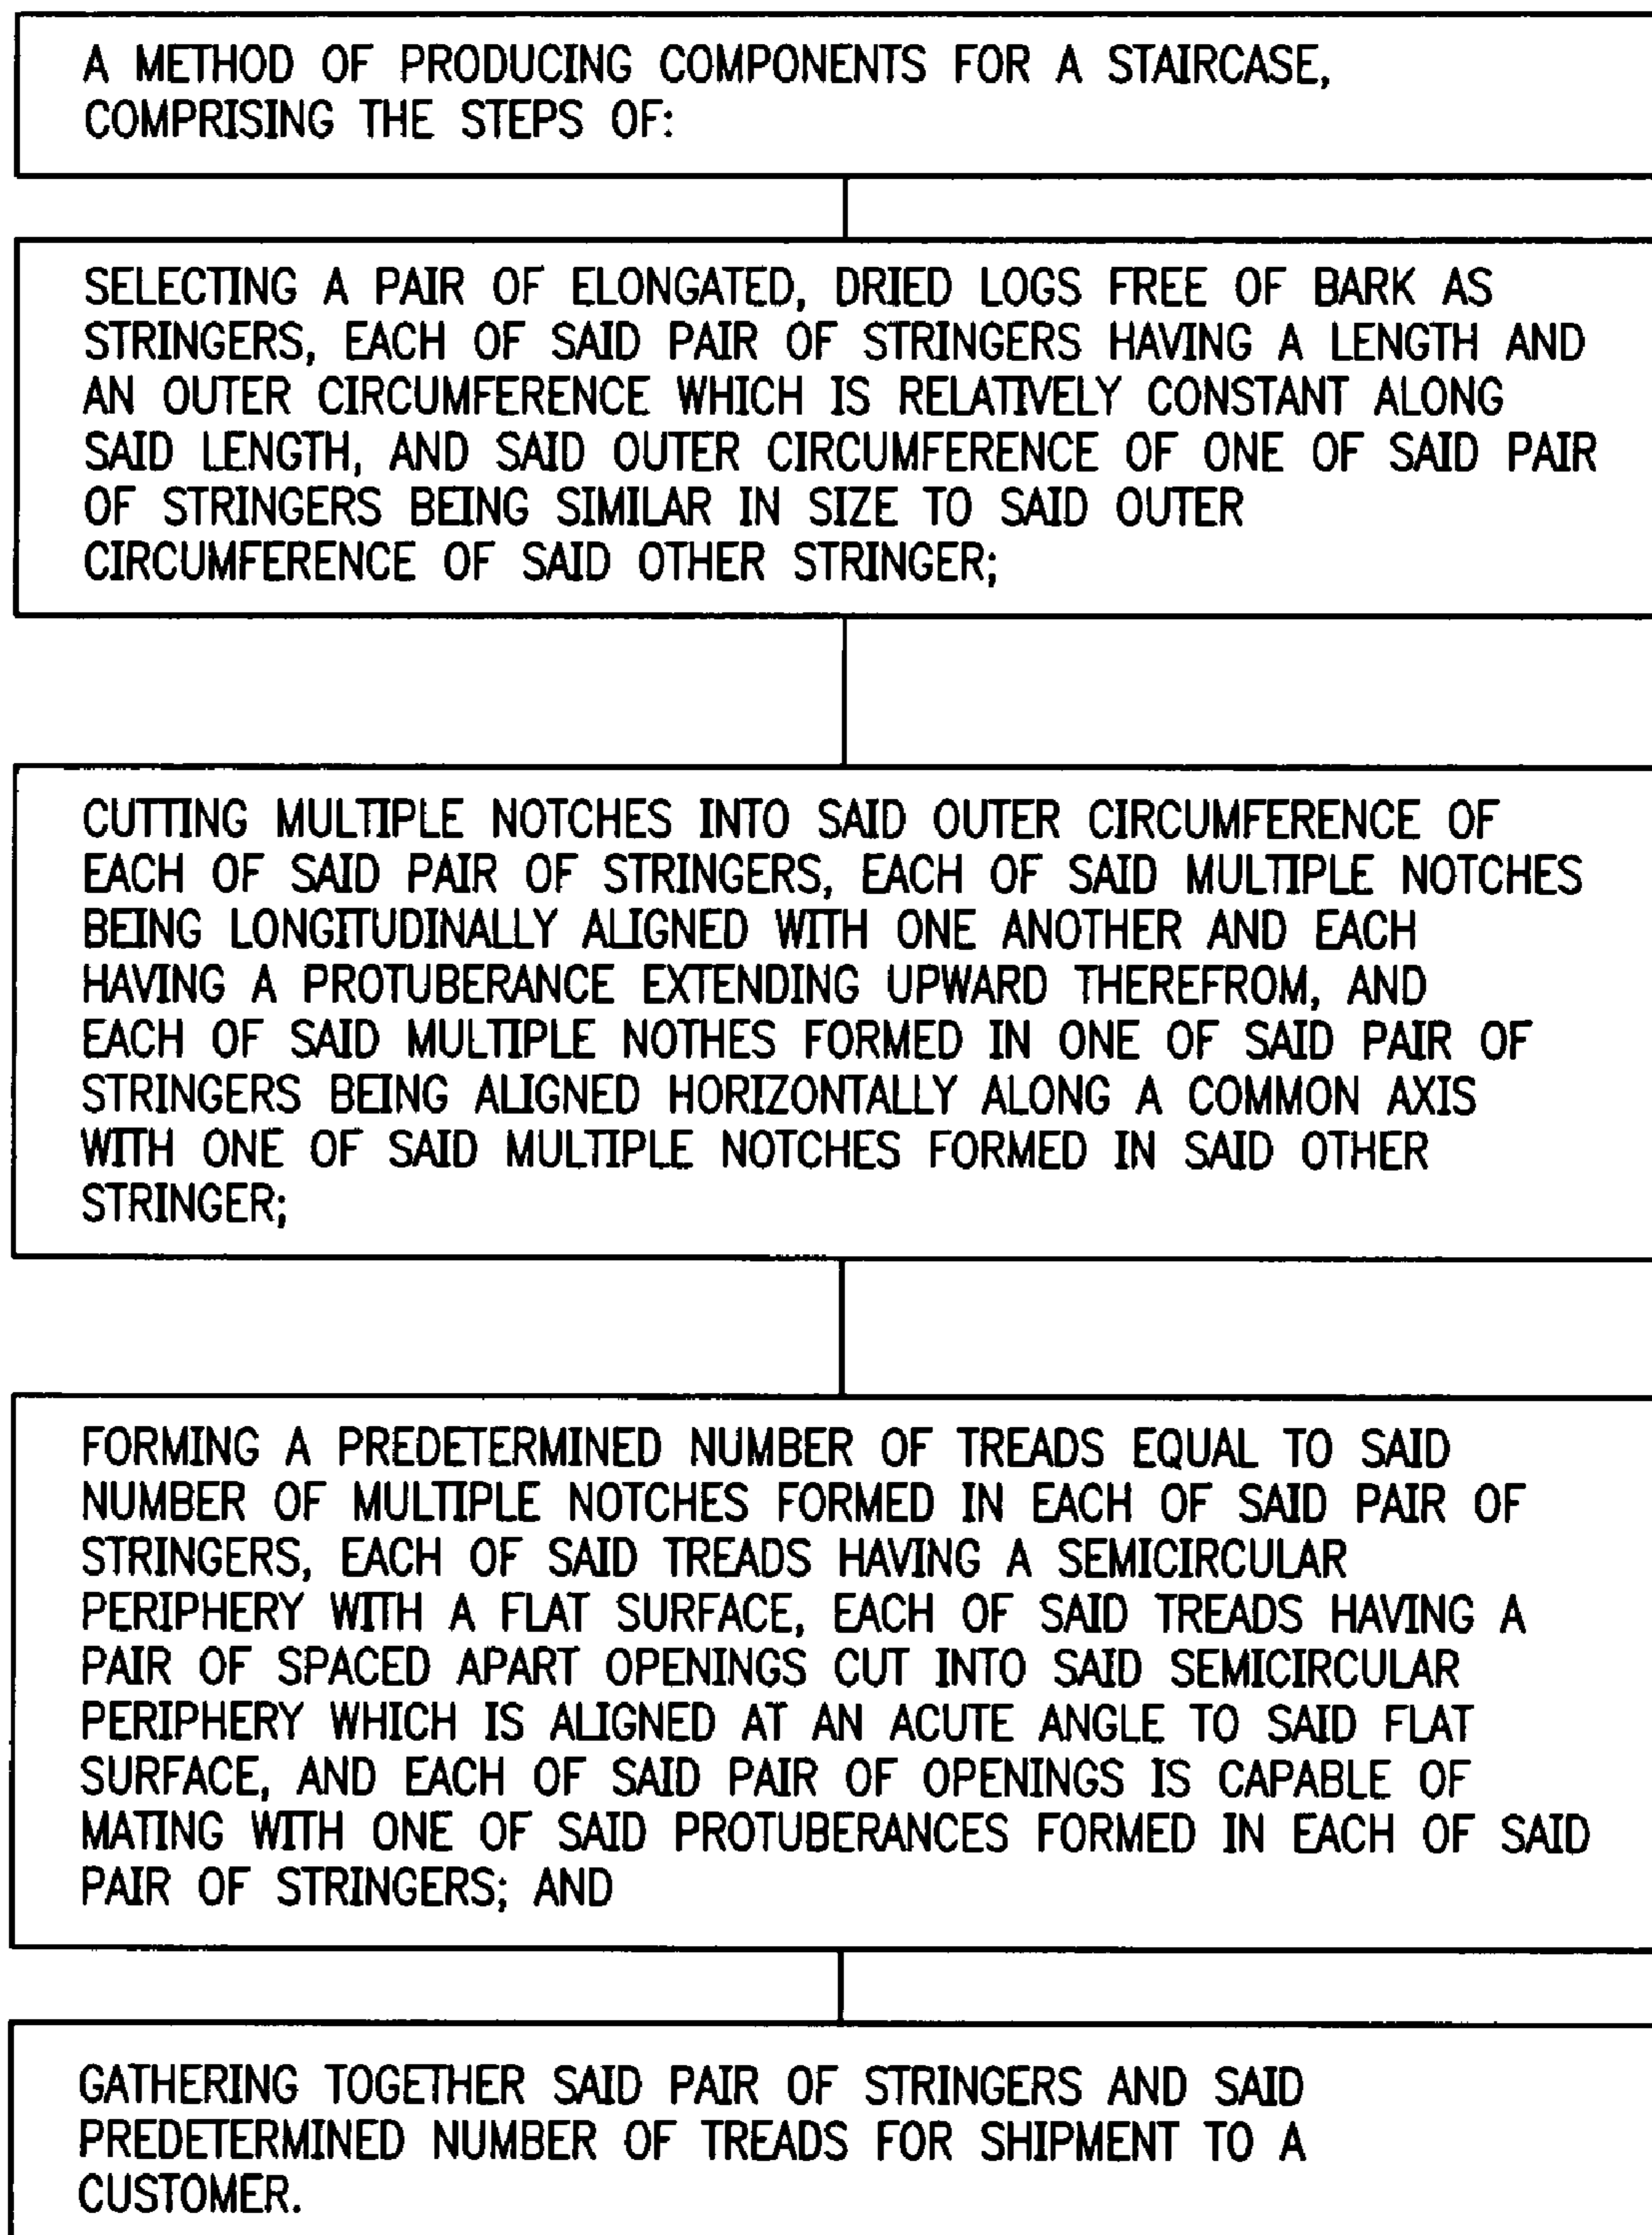 A METHOD OF PRODUCING COMPONENTS FOR A STAIRCASE,
COMPRISING THE STEPS OF:
SELECTING A PAIR OF ELONGATED, DRIED LOGS FREE OF BARK AS
STRINGERS, EACH OF SAID PAIR OF STRINGERS HAVING A LENGTH AND
AN OUTER CIRCUMFERENCE WHICH IS RELATIVELY CONSTANT ALONG
SAID LENGTH, AND SAID OUTER CIRCUMFERENCE OF ONE OF SAID PAIR
OF STRINGERS BEING SIMILAR IN SIZE TO SAID OUTER
CIRCUMFERENCE OF SAID OTHER STRINGER;
CUTTING MULTIPLE NOTCHES INTO SAID OUTER CIRCUMFERENCE OF
EACH OF SAID PAIR OF STRINGERS, EACH OF SAID MULTIPLE NOTCHES
BEING LONGITUDINALLY ALIGNED WITH ONE ANOTHER AND EACH
HAVING A PROTUBERANCE EXTENDING UPWARD THEREFROM, AND
EACH OF SAID MULTIPLE NOTHES FORMED IN ONE OF SAID PAIR OF
STRINGERS BEING ALIGNED HORIZONTALLY ALONG A COMMON AXIS
WITH ONE OF SAID MULTIPLE NOTCHES FORMED IN SAID OTHER
STRINGER;
FORMING A PREDETERMINED NUMBER OF TREADS EQUAL TO SAID
NUMBER OF MULTIPLE NOTCHES FORMED IN EACH OF SAID PAIR OF
STRINGERS, EACH OF SAID TREADS HAVING A SEMICIRCULAR
PERIPHERY WITH A FLAT SURFACE, EACH OF SAID TREADS HAVING A
PAIR OF SPACED APART OPENINGS CUT INTO SAID SEMICIRCULAR
PERIPHERY WHICH IS ALIGNED AT AN ACUTE ANGLE TO SAID FLAT
SURFACE, AND EACH OF SAID PAIR OF OPENINGS IS CAPABLE OF
MATING WITH ONE OF SAID PROTUBERANCES FORMED IN EACH OF SAID
PAIR OF STRINGERS; AND
GATHERING TOGETHER SAID PAIR OF STRINGERS AND SAID
PREDETERMINED NUMBER OF TREADS FOR SHIPMENT TO A
CUSTOMER.